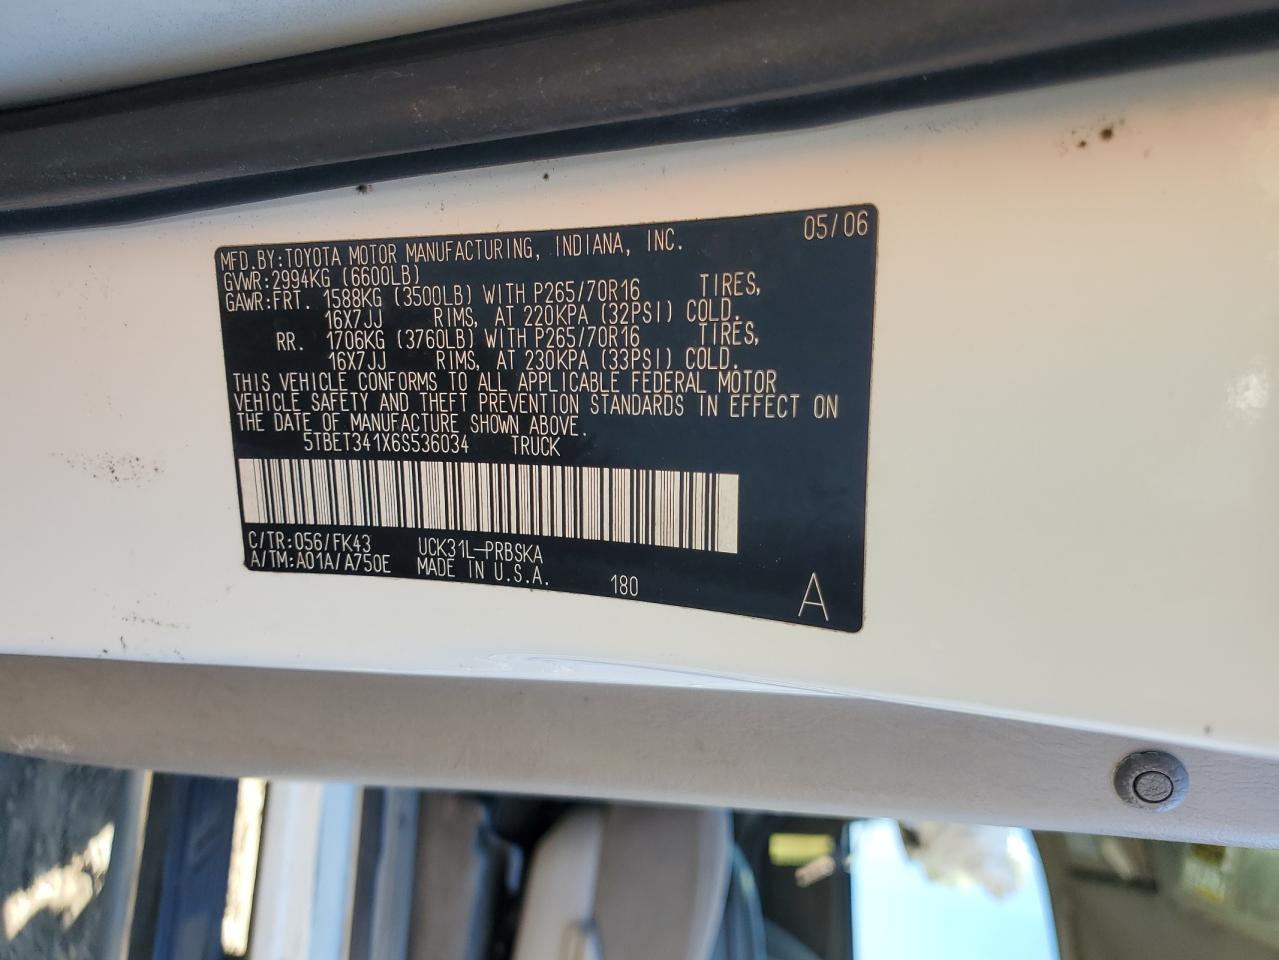 05/06
MFD.BY:TOYOTA MOTOR MANUFACTURING, INDIANA, INC.
GVWR:2994KG (6600LB)
GAWR:FRT. 1588KG (3500LB) WITH P265/70R16 TIRES,
16X7JJ RIMS, AT 220KPA (32PSI) COLD.
RR. 1706KG (3760LB) WITH P265/70R16 TIRES,
16X7JJ RIMS, AT 230KPA (33PSI) COLD.
THIS VEHICLE CONFORMS TO ALL APPLICABLE FEDERAL MOTOR
VEHICLE SAFETY AND THEFT PREVENTION STANDARDS IN EFFECT ON
THE DATE OF MANUFACTURE SHOWN ABOVE.
5TBET341X6S536034 TRUCK
C/TR:056/FK43 UCK31L-PRBSKA
A/TM:A01A/A750E MADE IN U.S.A. 180 A